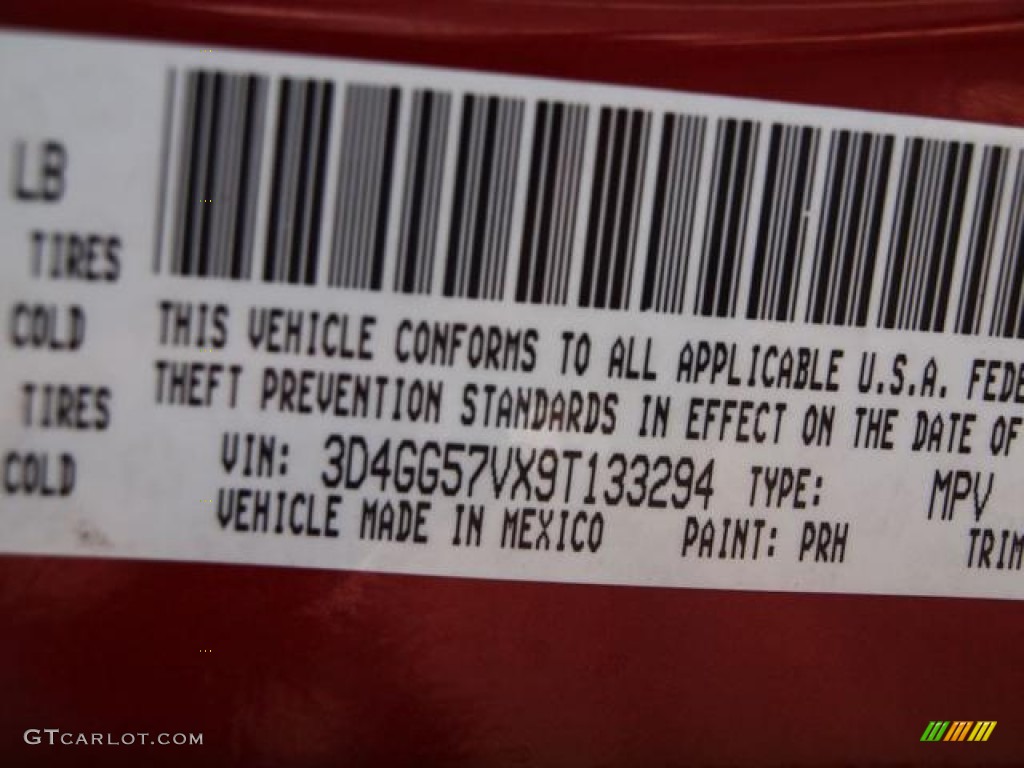 LB
TIRES
COLD
TIRES
COLD
THIS VEHICLE CONFORMS TO ALL APPLICABLE U.S.A. FEDE
THEFT PREVENTION STANDARDS IN EFFECT ON THE DATE OF
VIN: 3D4GG57VX9T133294 TYPE: MPV
VEHICLE MADE IN MEXICO PAINT: PRH TRIM
GTCARLOT.COM